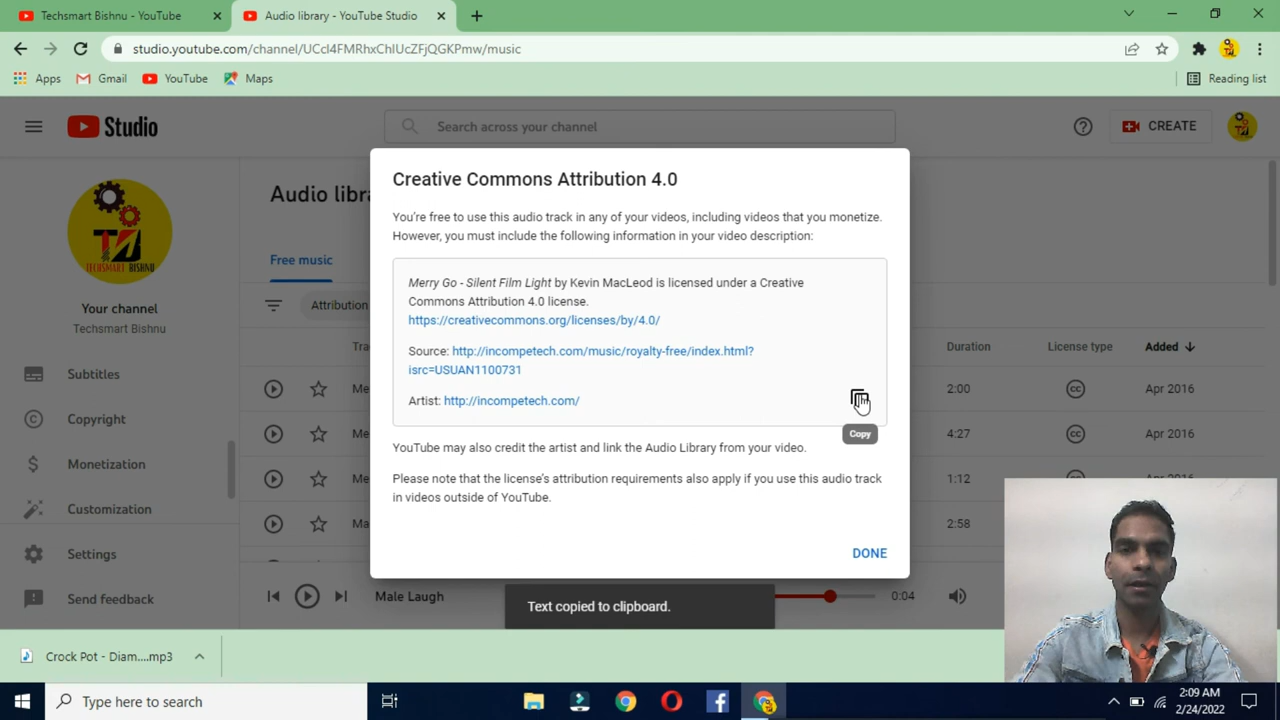 Techsmart Bishnu - YouTube
Audio library - YouTube Studio
studio.youtube.com/channel/UCcl4FMRhxChIUcZFjQGKPmw/music
Apps Gmail YouTube Maps Reading list
Studio
Search across your channel
CREATE
TECHSMART BISHNU
Your channel
Techsmart Bishnu
Subtitles
Copyright
Monetization
Customization
Settings
Send feedback
Audio libra
Free music
Attribution
Duration License type Added
2:00 Apr 2016
4:27 Apr 2016
1:12 Apr 2016
2:58
Creative Commons Attribution 4.0
You're free to use this audio track in any of your videos, including videos that you monetize.
However, you must include the following information in your video description:
Merry Go - Silent Film Light by Kevin MacLeod is licensed under a Creative
Commons Attribution 4.0 license.
https://creativecommons.org/licenses/by/4.0/
Source: http://incompetech.com/music/royalty-free/index.html?
isrc=USUAN1100731
Artist: http://incompetech.com/
Copy
YouTube may also credit the artist and link the Audio Library from your video.
Please note that the license's attribution requirements also apply if you use this audio track
in videos outside of YouTube.
DONE
Male Laugh
Text copied to clipboard.
0:04
Crock Pot - Diam....mp3
Type here to search
2:09 AM
2/24/2022